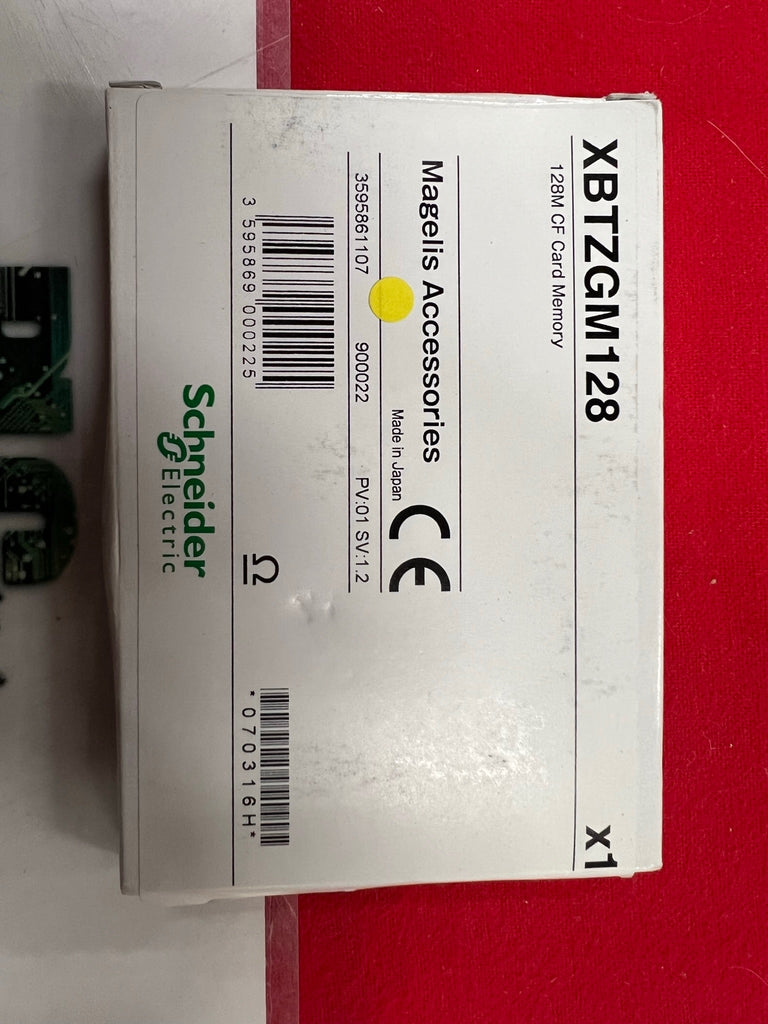 XBTZGM128 x1
128M CF Card Memory
Magelis Accessories
Made in Japan
CE
3595861107 900022 PV:01 SV:1.2
3 595869 000225
Ω
*070316H*
Schneider
Electric